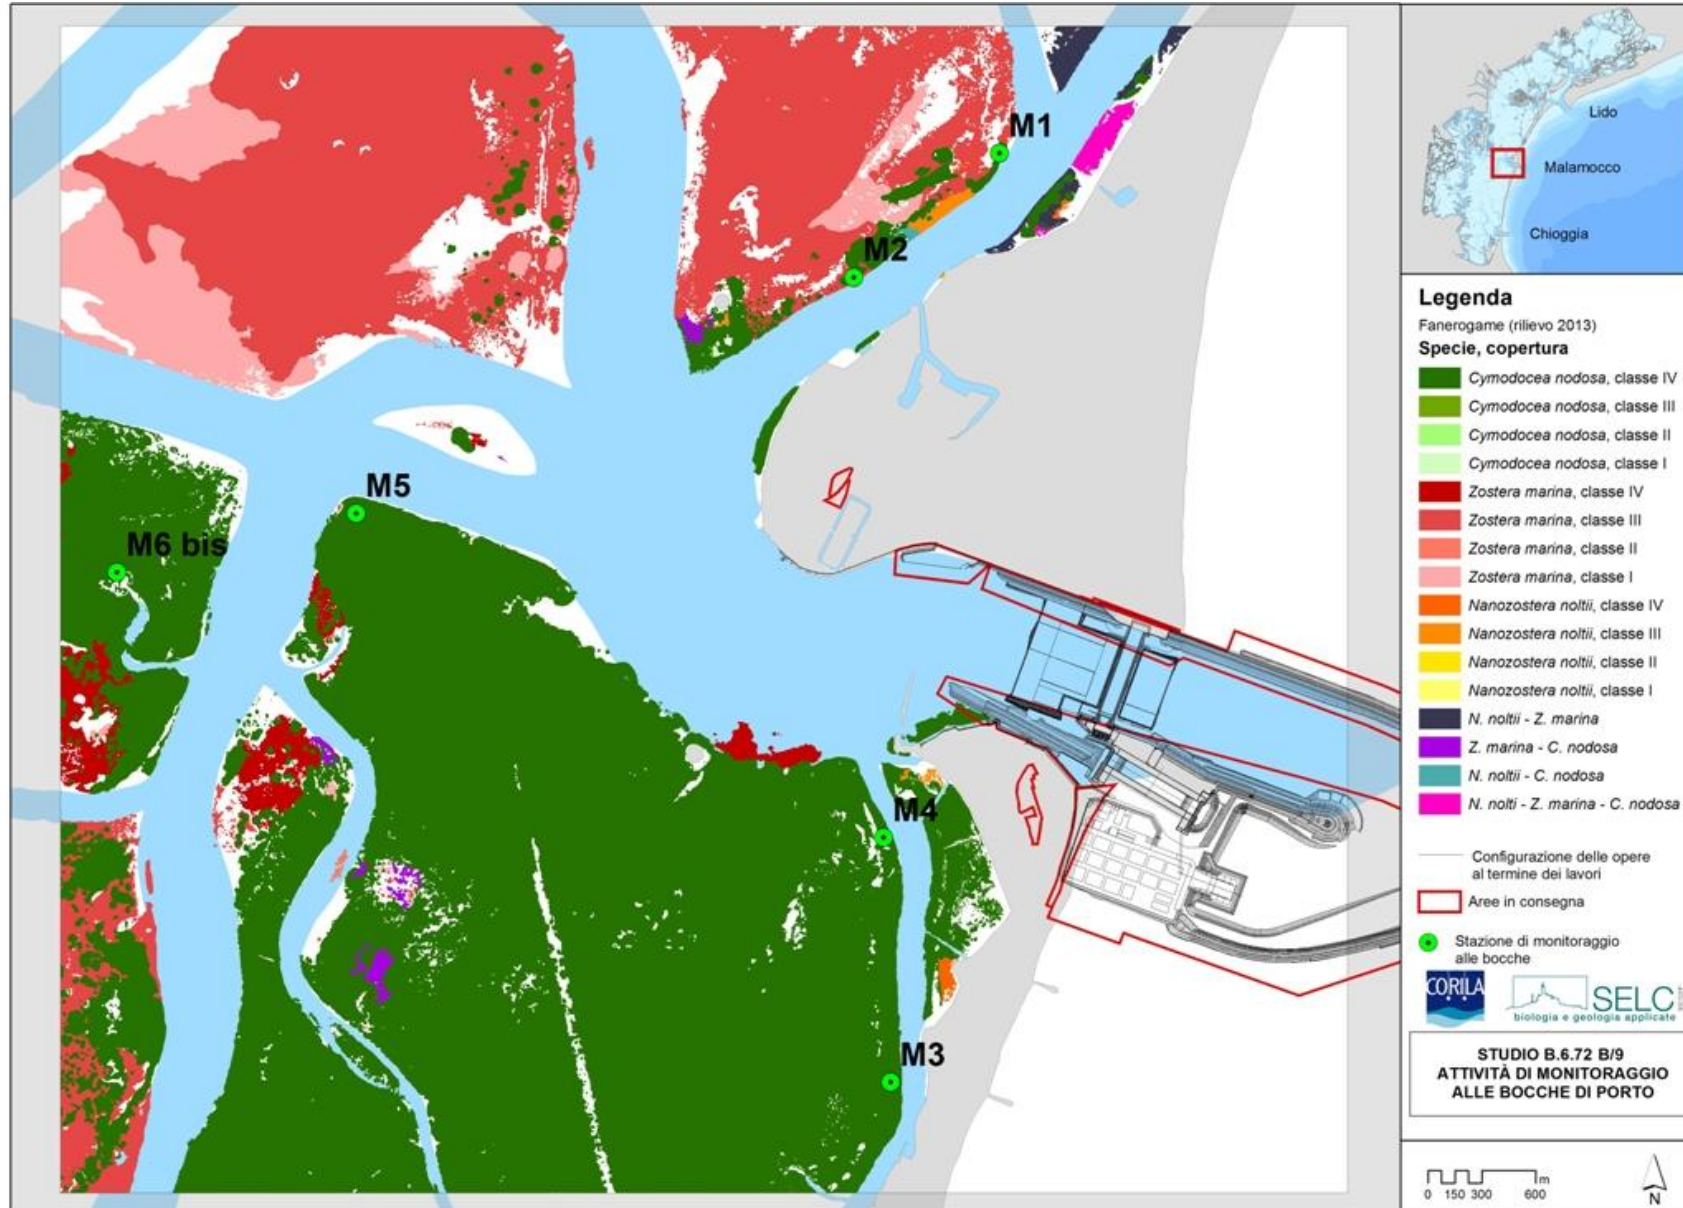 M1
M2
M5
M6 bis
M4
M3
Lido
Malamocco
Chioggia
Legenda
Fanerogame (rilievo 2013)
Specie, copertura
Cymodocea nodosa, classe IV
Cymodocea nodosa, classe III
Cymodocea nodosa, classe II
Cymodocea nodosa, classe I
Zostera marina, classe IV
Zostera marina, classe III
Zostera marina, classe II
Zostera marina, classe I
Nanozostera noltii, classe IV
Nanozostera noltii, classe III
Nanozostera noltii, classe II
Nanozostera noltii, classe I
N. noltii - Z. marina
Z. marina - C. nodosa
N. noltii - C. nodosa
N. nolti - Z. marina - C. nodosa
Configurazione delle opere
al termine dei lavori
Aree in consegna
Stazione di monitoraggio
alle bocche
CORILA
SELC
biologia e geologia applicate
STUDIO B.6.72 B/9
ATTIVITÀ DI MONITORAGGIO
ALLE BOCCHE DI PORTO
m
0 150 300 600
N